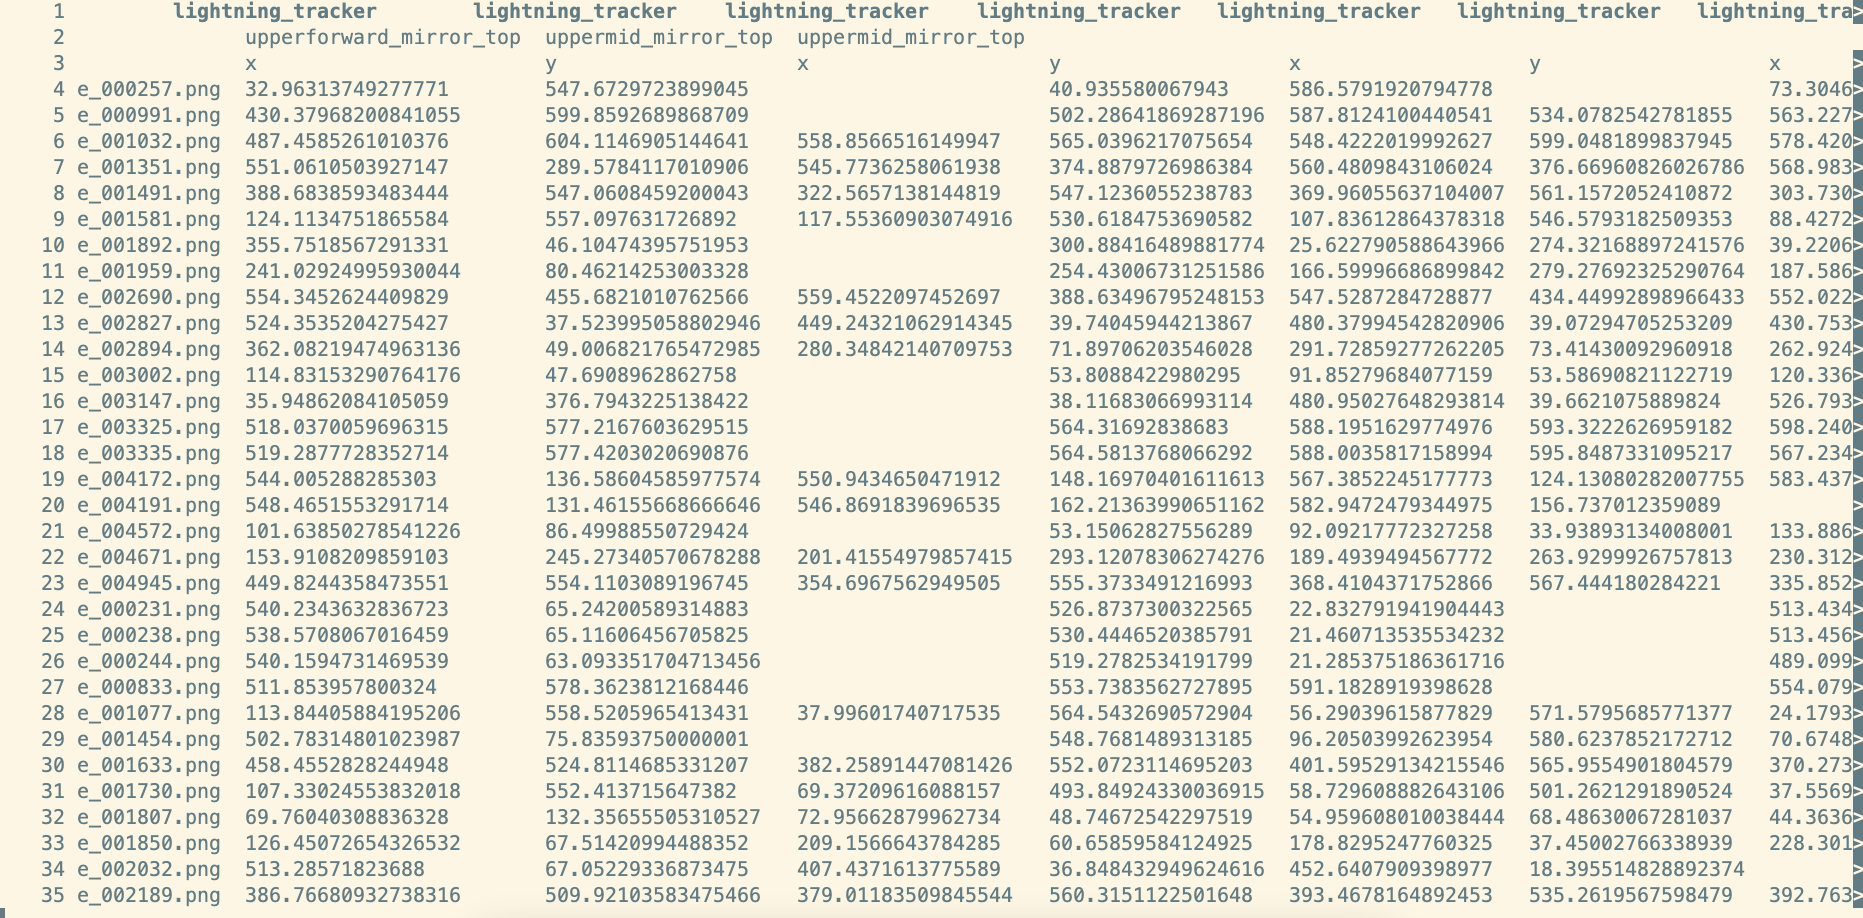 1 lightning_tracker lightning_tracker lightning_tracker lightning_tracker lightning_tracker lightning_tracker lightning_tra>
2 upperforward_mirror_top uppermid_mirror_top uppermid_mirror_top
3 x y x y x y x >
4 e_000257.png 32.96313749277771 547.6729723899045 40.935580067943 586.5791920794778 73.3046>
5 e_000991.png 430.37968200841055 599.8592689868709 502.28641869287196 587.8124100440541 534.0782542781855 563.227>
6 e_001032.png 487.4585261010376 604.1146905144641 558.8566516149947 565.0396217075654 548.4222019992627 599.0481899837945 578.420>
7 e_001351.png 551.0610503927147 289.5784117010906 545.7736258061938 374.8879726986384 560.4809843106024 376.66960826026786 568.983>
8 e_001491.png 388.6838593483444 547.0608459200043 322.5657138144819 547.1236055238783 369.96055637104007 561.1572052410872 303.730>
9 e_001581.png 124.1134751865584 557.097631726892 117.55360903074916 530.6184753690582 107.83612864378318 546.5793182509353 88.4272>
10 e_001892.png 355.7518567291331 46.10474395751953 300.88416489881774 25.622790588643966 274.32168897241576 39.2206>
11 e_001959.png 241.02924995930044 80.46214253003328 254.43006731251586 166.59996686899842 279.27692325290764 187.586>
12 e_002690.png 554.3452624409829 455.6821010762566 559.4522097452697 388.63496795248153 547.5287284728877 434.44992898966433 552.022>
13 e_002827.png 524.3535204275427 37.523995058802946 449.24321062914345 39.74045944213867 480.37994542820906 39.07294705253209 430.753>
14 e_002894.png 362.08219474963136 49.006821765472985 280.34842140709753 71.89706203546028 291.72859277262205 73.41430092960918 262.924>
15 e_003002.png 114.83153290764176 47.6908962862758 53.8088422980295 91.85279684077159 53.58690821122719 120.336>
16 e_003147.png 35.94862084105059 376.7943225138422 38.11683066993114 480.95027648293814 39.6621075889824 526.793>
17 e_003325.png 518.0370059696315 577.2167603629515 564.31692838683 588.1951629774976 593.3222626959182 598.240>
18 e_003335.png 519.2877728352714 577.4203020690876 564.5813768066292 588.0035817158994 595.8487331095217 567.234>
19 e_004172.png 544.005288285303 136.58604585977574 550.9434650471912 148.16970401611613 567.3852245177773 124.13080282007755 583.437>
20 e_004191.png 548.4651553291714 131.46155668666646 546.8691839696535 162.21363990651162 582.9472479344975 156.737012359089 >
21 e_004572.png 101.63850278541226 86.49988550729424 53.15062827556289 92.09217772327258 33.93893134008001 133.886>
22 e_004671.png 153.9108209859103 245.27340570678288 201.41554979857415 293.12078306274276 189.4939494567772 263.9299926757813 230.312>
23 e_004945.png 449.8244358473551 554.1103089196745 354.6967562949505 555.3733491216993 368.4104371752866 567.444180284221 335.852>
24 e_000231.png 540.2343632836723 65.24200589314883 526.8737300322565 22.832791941904443 513.434>
25 e_000238.png 538.5708067016459 65.11606456705825 530.4446520385791 21.460713535534232 513.456>
26 e_000244.png 540.1594731469539 63.093351704713456 519.2782534191799 21.285375186361716 489.099>
27 e_000833.png 511.853957800324 578.3623812168446 553.7383562727895 591.1828919398628 554.079>
28 e_001077.png 113.84405884195206 558.5205965413431 37.99601740717535 564.5432690572904 56.29039615877829 571.5795685771377 24.1793>
29 e_001454.png 502.78314801023987 75.83593750000001 548.7681489313185 96.20503992623954 580.6237852172712 70.6748>
30 e_001633.png 458.4552828244948 524.8114685331207 382.25891447081426 552.0723114695203 401.59529134215546 565.9554901804579 370.273>
31 e_001730.png 107.33024553832018 552.413715647382 69.37209616088157 493.84924330036915 58.729608882643106 501.2621291890524 37.5569>
32 e_001807.png 69.76040308836328 132.35655505310527 72.95662879962734 48.74672542297519 54.959608010038444 68.48630067281037 44.3636>
33 e_001850.png 126.45072654326532 67.51420994488352 209.1566643784285 60.65859584124925 178.8295247760325 37.45002766338939 228.301>
34 e_002032.png 513.28571823688 67.05229336873475 407.4371613775589 36.848432949624616 452.6407909398977 18.395514828892374 >
35 e_002189.png 386.76680932738316 509.92103583475466 379.01183509845544 560.3151122501648 393.4678164892453 535.2619567598479 392.763>